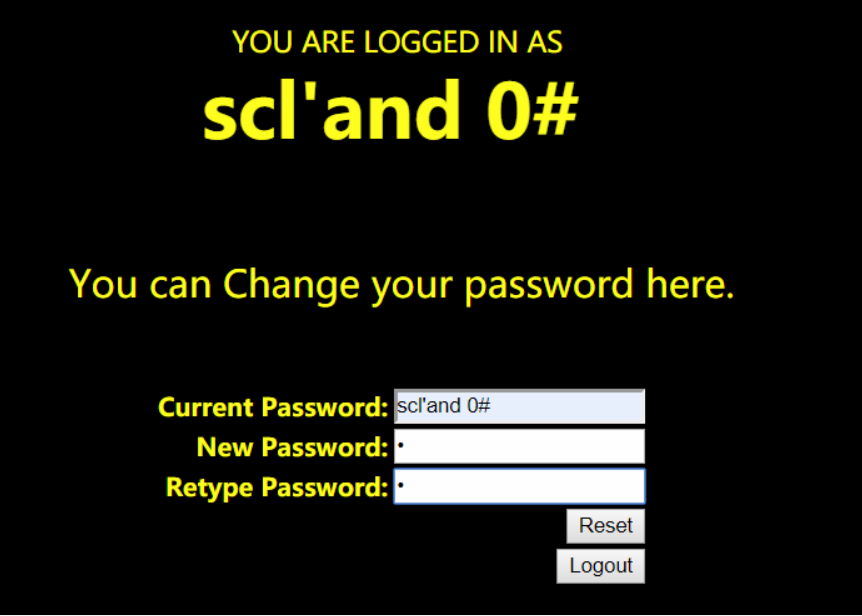 YOU ARE LOGGED IN AS
scl'and 0#
You can Change your password here.
Current Password: scl'and 0#
New Password: •
Retype Password: •
Reset
Logout